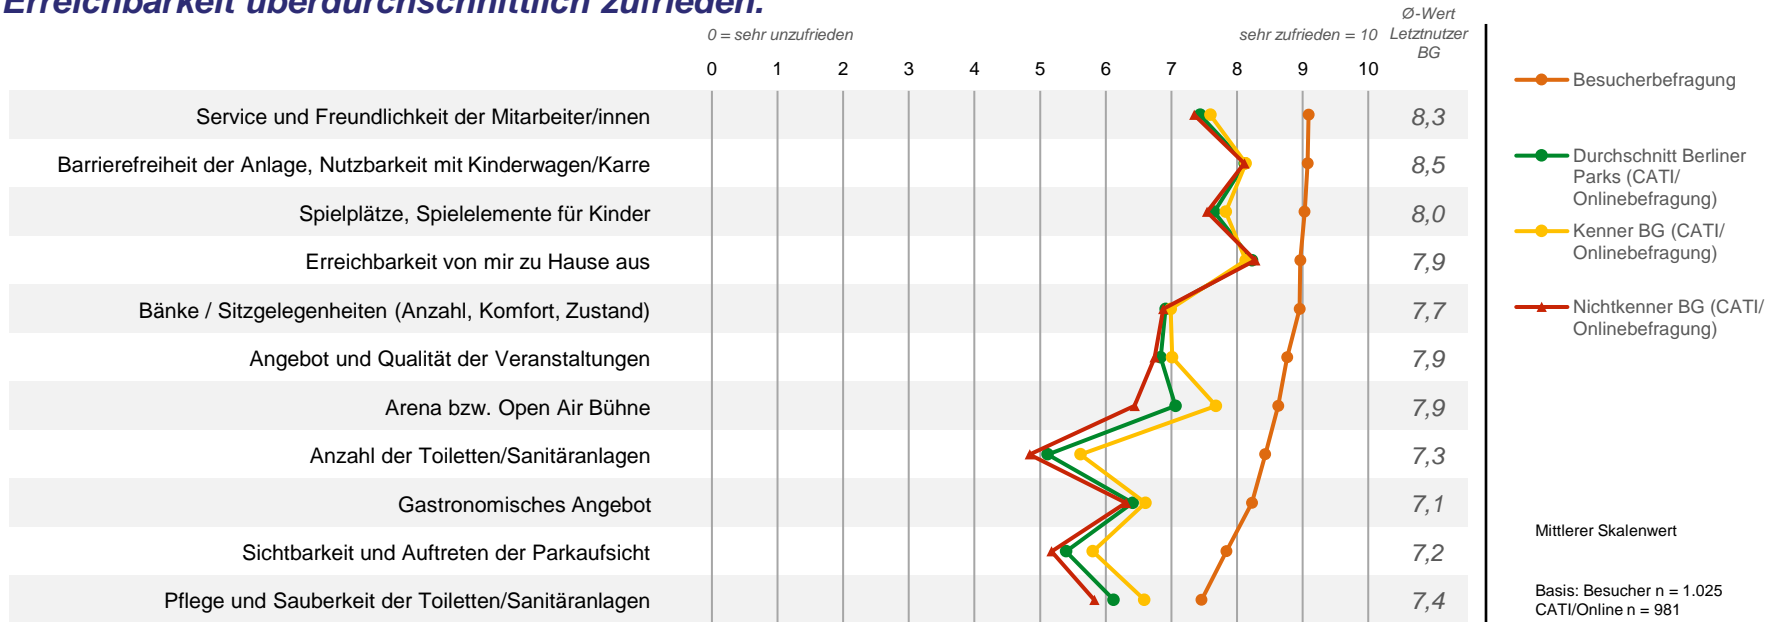 Erreichbarkeit überdurchschnittlich zufrieden.
0 = sehr unzufrieden
sehr zufrieden = 10
Ø-Wert
Letztnutzer
BG
0 1 2 3 4 5 6 7 8 9 10
Service und Freundlichkeit der Mitarbeiter/innen 8,3
Barrierefreiheit der Anlage, Nutzbarkeit mit Kinderwagen/Karre 8,5
Spielplätze, Spielelemente für Kinder 8,0
Erreichbarkeit von mir zu Hause aus 7,9
Bänke / Sitzgelegenheiten (Anzahl, Komfort, Zustand) 7,7
Angebot und Qualität der Veranstaltungen 7,9
Arena bzw. Open Air Bühne 7,9
Anzahl der Toiletten/Sanitäranlagen 7,3
Gastronomisches Angebot 7,1
Sichtbarkeit und Auftreten der Parkaufsicht 7,2
Pflege und Sauberkeit der Toiletten/Sanitäranlagen 7,4
Besucherbefragung
Durchschnitt Berliner
Parks (CATI/
Onlinebefragung)
Kenner BG (CATI/
Onlinebefragung)
Nichtkenner BG (CATI/
Onlinebefragung)
Mittlerer Skalenwert
Basis: Besucher n = 1.025
CATI/Online n = 981